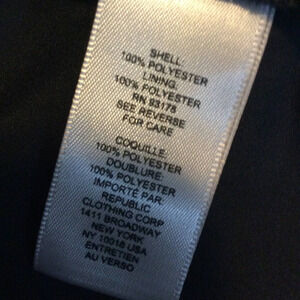 SHELL:
100% POLYESTER
LINING:
100% POLYESTER
RN 93178
SEE REVERSE
FOR CARE
COQUILLE:
100% POLYESTER
DOUBLURE:
100% POLYESTER
IMPORTÉ PAR:
REPUBLIC
CLOTHING CORP
1411 BROADWAY
NEW YORK
NY 10018 USA
ENTRETIEN
AU VERSO